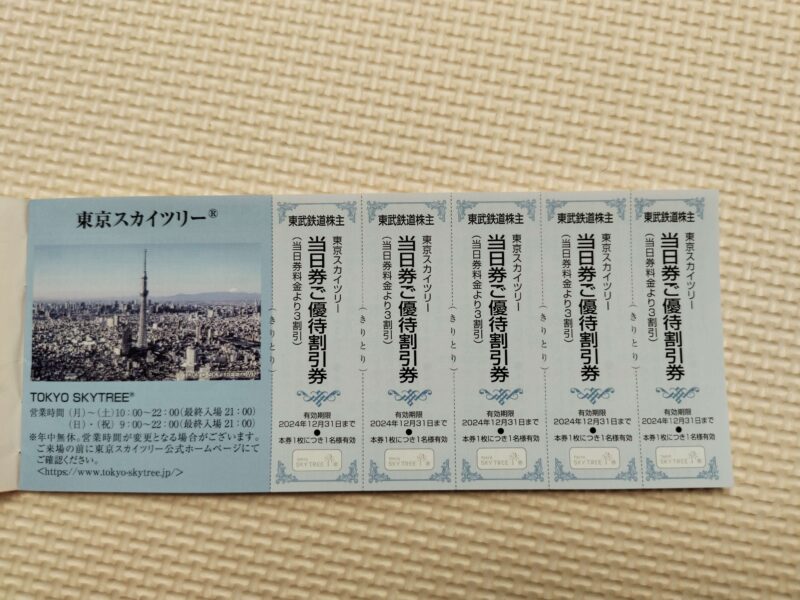 東京スカイツリー®
TOKYO SKYTREE®
営業時間 (月)〜(土)10:00〜22:00(最終入場 21:00)
(日)・(祝) 9:00〜22:00(最終入場 21:00)
※年中無休。営業時間が変更となる場合がございます。
ご来場の前に東京スカイツリー公式ホームページにて
ご確認ください。
<https://www.tokyo-skytree.jp/>
(きりとり)
東武鉄道株主
東京スカイツリー
当日券ご優待割引券
(当日券料金より3割引)
有効期限
2024年12月31日まで
●
本券1枚につき1名様有効
SKYTREE
東武鉄道株主
東京スカイツリー
当日券ご優待割引券
(当日券料金より3割引)
有効期限
2024年12月31日まで
●
本券1枚につき1名様有効
SKYTREE
(きりとり)
東武鉄道株主
東京スカイツリー
当日券ご優待割引券
(当日券料金より3割引)
有効期限
2024年12月31日まで
●
本券1枚につき1名様有効
SKYTREE
(きりとり)
東武鉄道株主
東京スカイツリー
当日券ご優待割引券
(当日券料金より3割引)
有効期限
2024年12月31日まで
●
本券1枚につき1名様有効
SKYTREE
(きりとり)
東武鉄道株主
東京スカイツリー
当日券ご優待割引券
(当日券料金より3割引)
有効期限
2024年12月31日まで
●
本券1枚につき1名様有効
SKYTREE